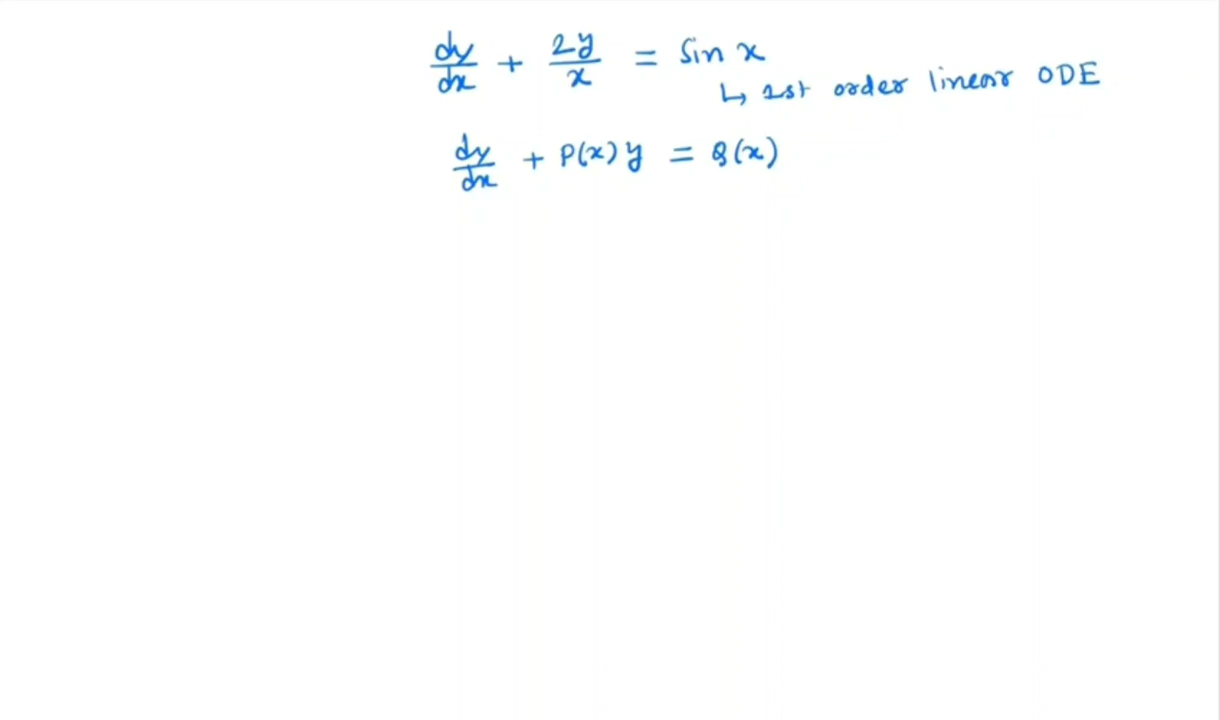 dy/dx + 2y/x = Sin x
↳ 1st order linear ODE
dy/dx + P(x) y = Q(x)